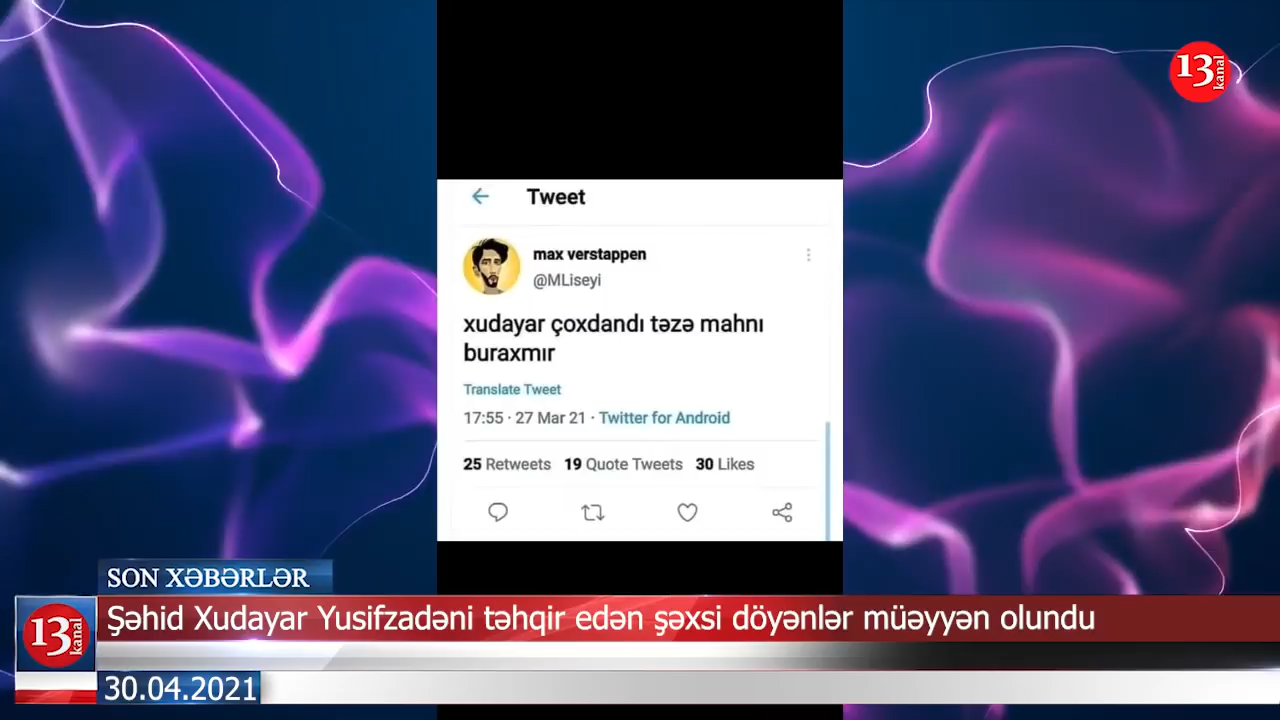 13 kanal
Tweet
max verstappen
@MLiseyi
xudayar çoxdandı təzə mahnı
buraxmır
Translate Tweet
17:55 · 27 Mar 21 · Twitter for Android
25 Retweets 19 Quote Tweets 30 Likes
SON XƏBƏRLƏR
13 kanal
Şəhid Xudayar Yusifzadəni təhqir edən şəxsi döyənlər müəyyən olundu
30.04.2021